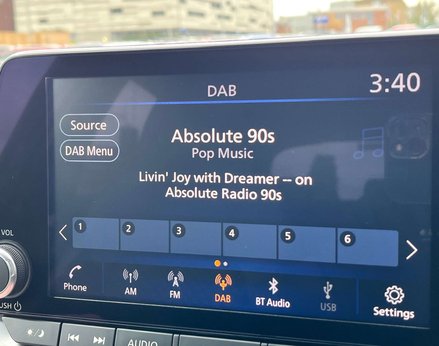 DAB
3:40
Source
DAB Menu
Absolute 90s
Pop Music
Livin' Joy with Dreamer -- on
Absolute Radio 90s
1 2 3 4 5 6
VOL
Phone
AM
FM
DAB
BT Audio
USB
Settings
AUDIO